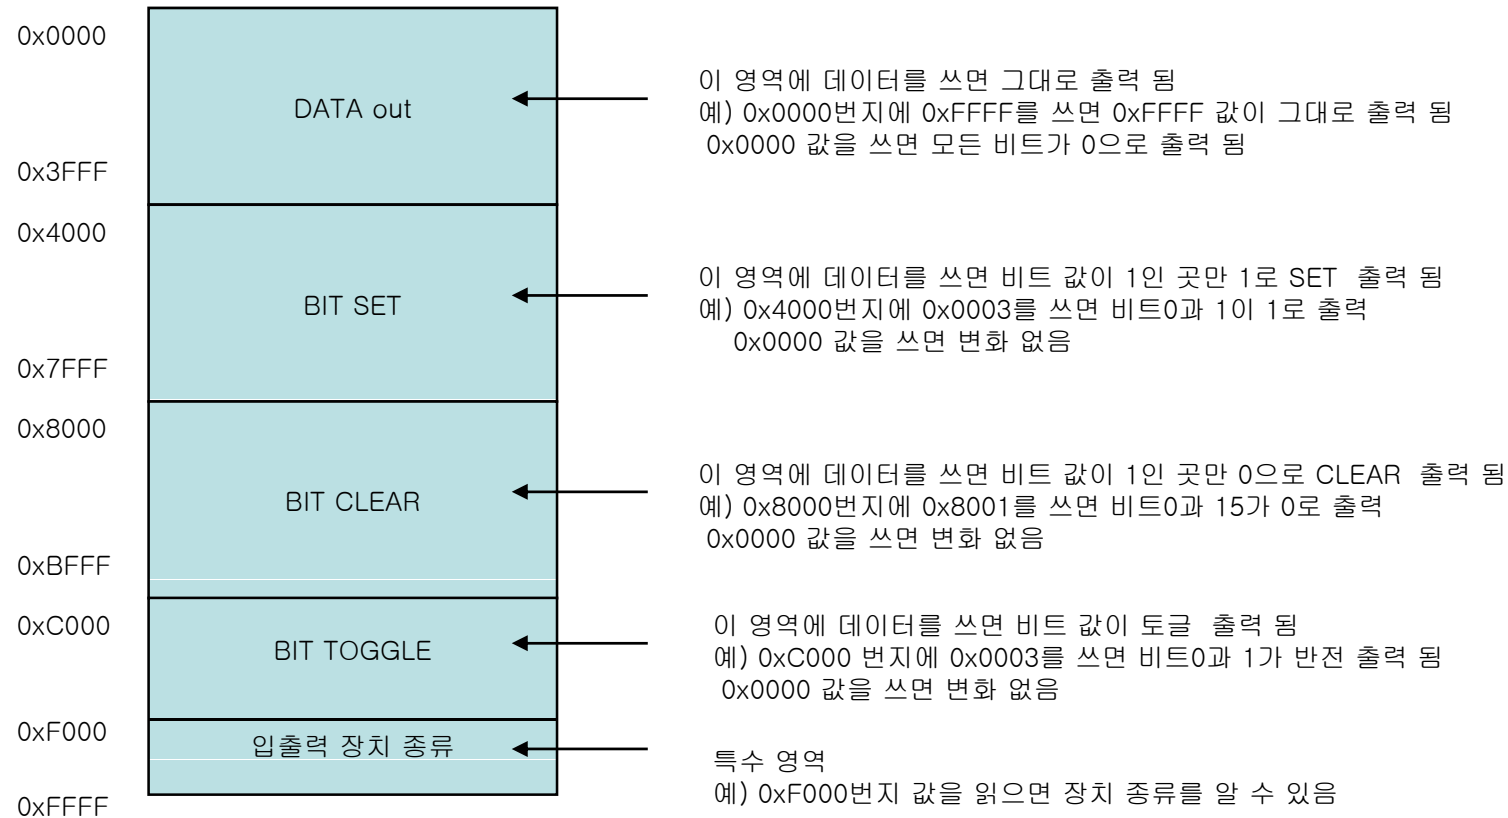 0x0000
DATA out
0x3FFF
이 영역에 데이터를 쓰면 그대로 출력 됨
예) 0x0000번지에 0xFFFF를 쓰면 0xFFFF 값이 그대로 출력 됨
0x0000 값을 쓰면 모든 비트가 0으로 출력 됨
0x4000
BIT SET
0x7FFF
이 영역에 데이터를 쓰면 비트 값이 1인 곳만 1로 SET 출력 됨
예) 0x4000번지에 0x0003를 쓰면 비트0과 1이 1로 출력
0x0000 값을 쓰면 변화 없음
0x8000
BIT CLEAR
0xBFFF
이 영역에 데이터를 쓰면 비트 값이 1인 곳만 0으로 CLEAR 출력 됨
예) 0x8000번지에 0x8001를 쓰면 비트0과 15가 0로 출력
0x0000 값을 쓰면 변화 없음
0xC000
BIT TOGGLE
이 영역에 데이터를 쓰면 비트 값이 토글 출력 됨
예) 0xC000 번지에 0x0003를 쓰면 비트0과 1가 반전 출력 됨
0x0000 값을 쓰면 변화 없음
0xF000
입출력 장치 종류
0xFFFF
특수 영역
예) 0xF000번지 값을 읽으면 장치 종류를 알 수 있음